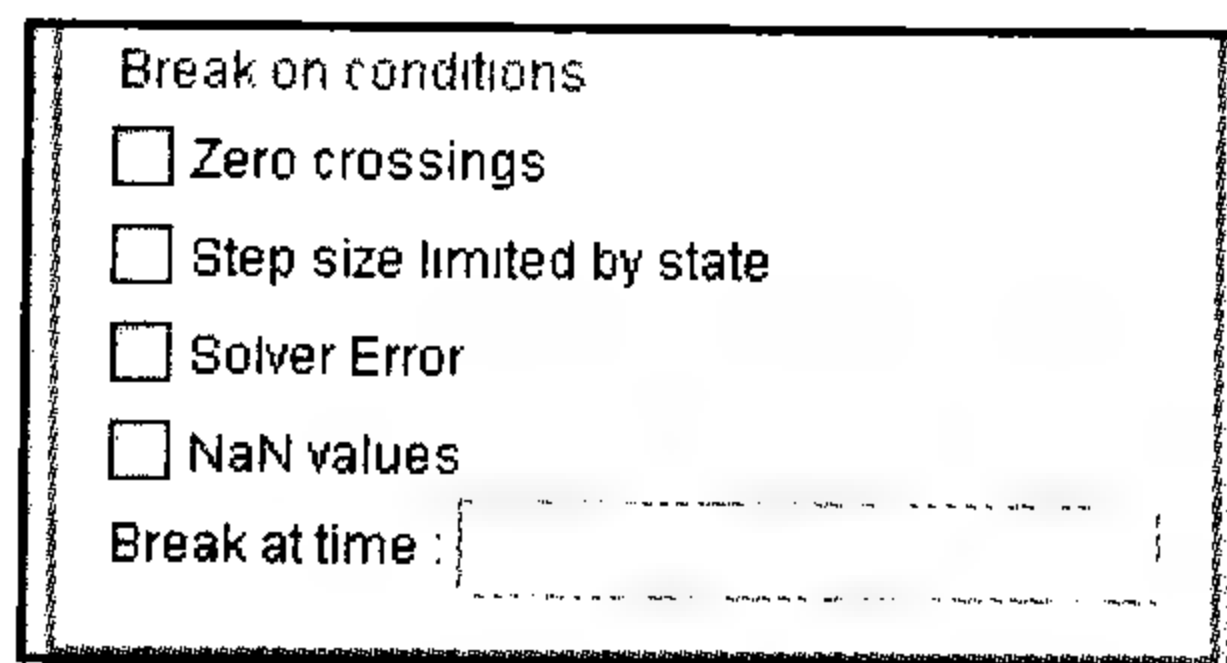 Break on conditions
Zero crossings
Step size limited by state
Solver Error
NaN values
Break at time :